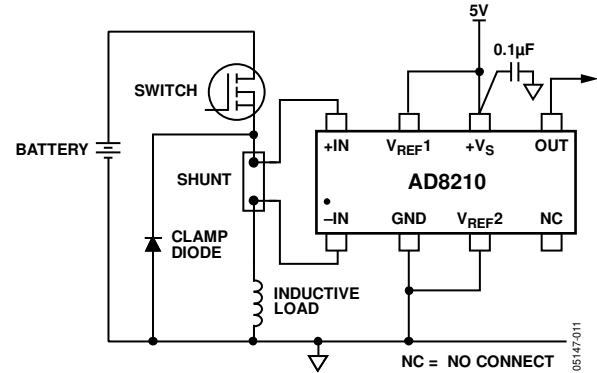 5V
0.1µF
SWITCH
BATTERY
+IN VREF1 +VS OUT
SHUNT
AD8210
–IN GND VREF2 NC
CLAMP
DIODE
INDUCTIVE
LOAD
NC = NO CONNECT
05147-011